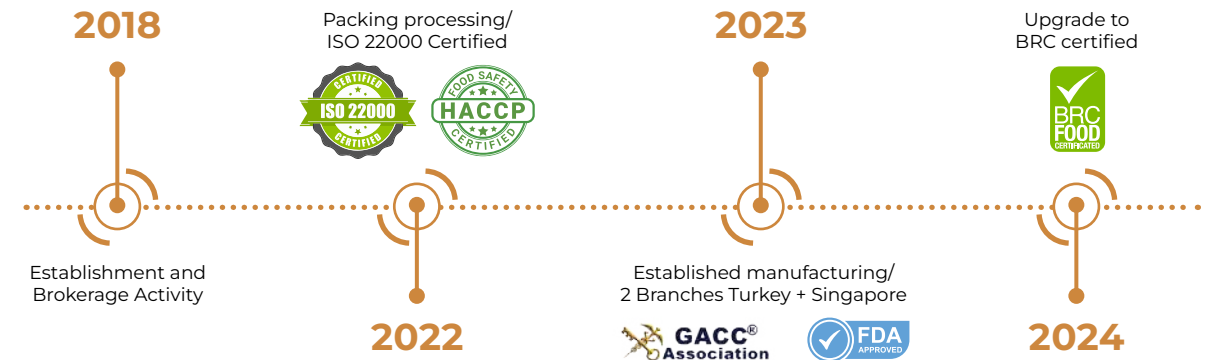 2018
Establishment and
Brokerage Activity
Packing processing/
ISO 22000 Certified
CERTIFIED
ISO 22000
CERTIFIED
FOOD SAFETY
HACCP
CERTIFIED
2022
2023
Established manufacturing/
2 Branches Turkey + Singapore
GACC®
Association
FDA
APPROVED
Upgrade to
BRC certified
BRC
FOOD
CERTIFICATED
2024